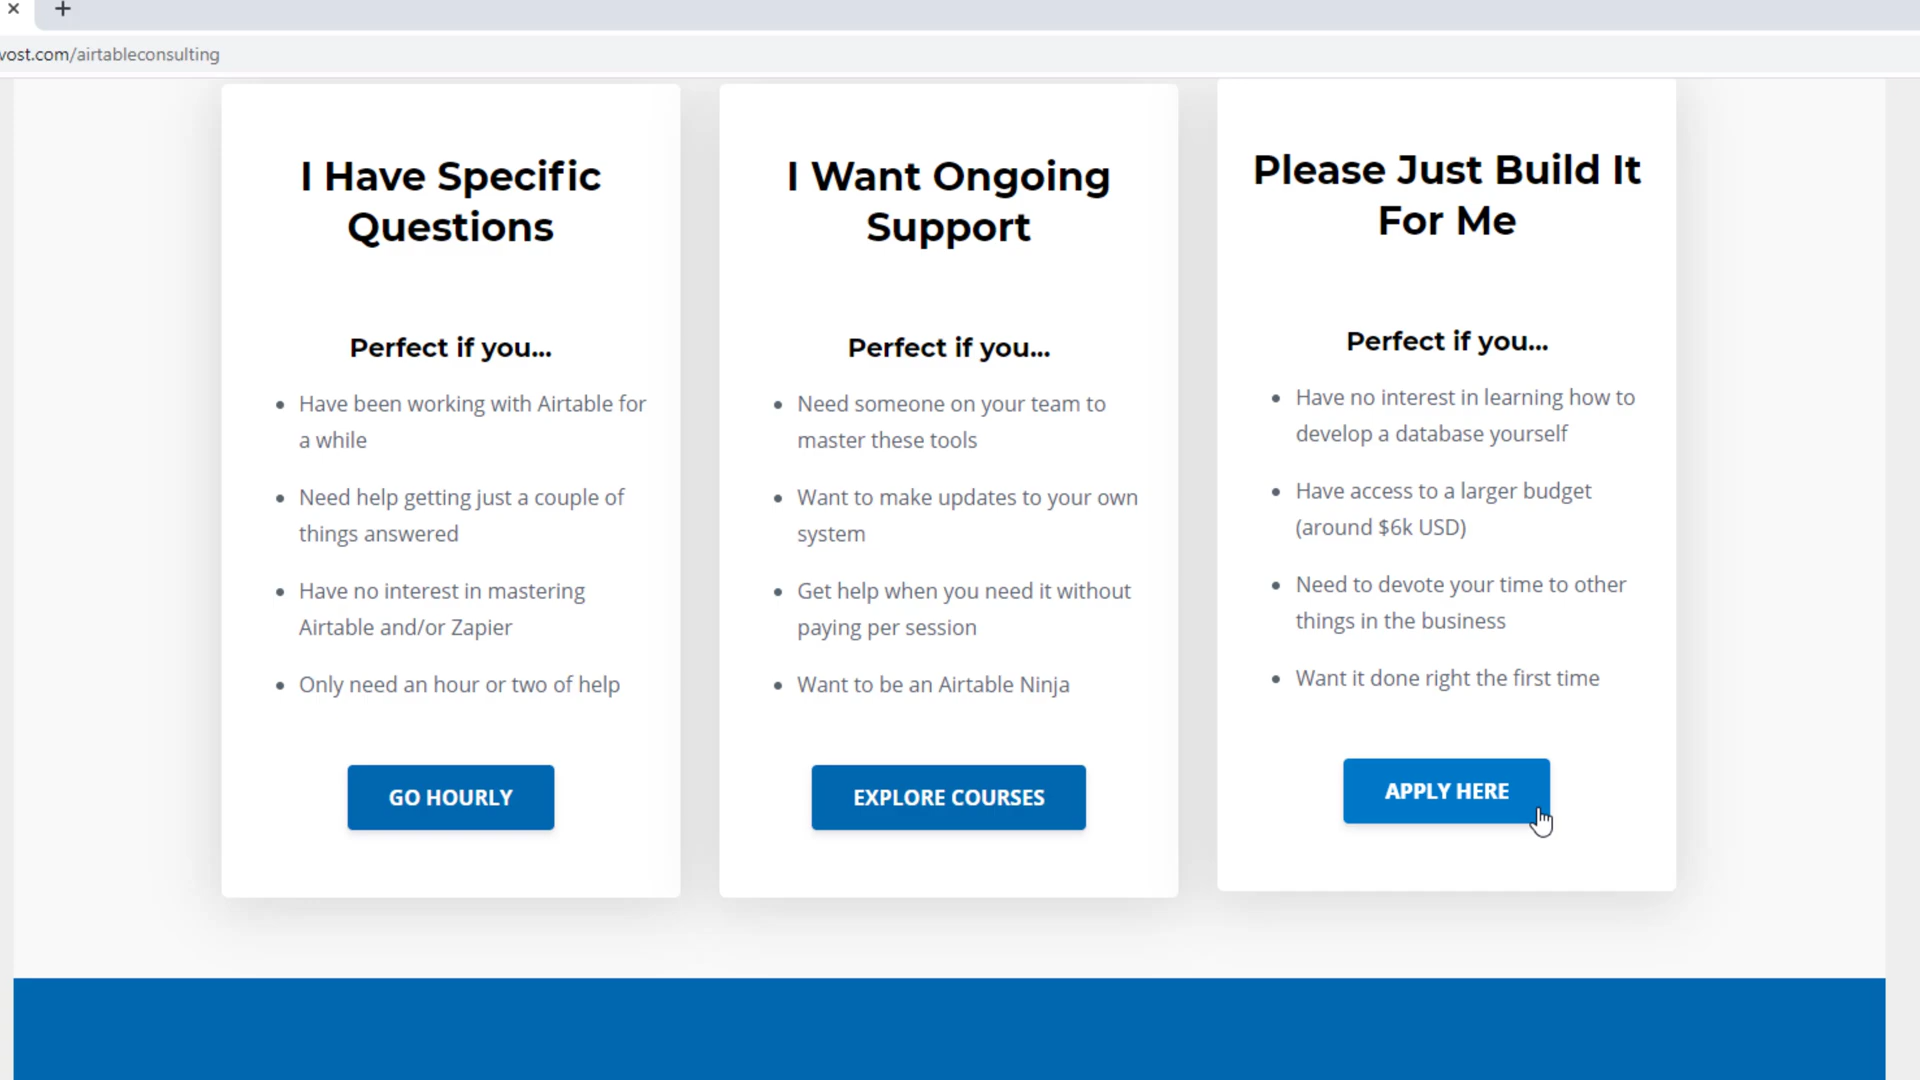 vost.com/airtableconsulting
I Have Specific
Questions
Perfect if you...
Have been working with Airtable for
a while
Need help getting just a couple of
things answered
Have no interest in mastering
Airtable and/or Zapier
Only need an hour or two of help
GO HOURLY
I Want Ongoing
Support
Perfect if you...
Need someone on your team to
master these tools
Want to make updates to your own
system
Get help when you need it without
paying per session
Want to be an Airtable Ninja
EXPLORE COURSES
Please Just Build It
For Me
Perfect if you...
Have no interest in learning how to
develop a database yourself
Have access to a larger budget
(around $6k USD)
Need to devote your time to other
things in the business
Want it done right the first time
APPLY HERE